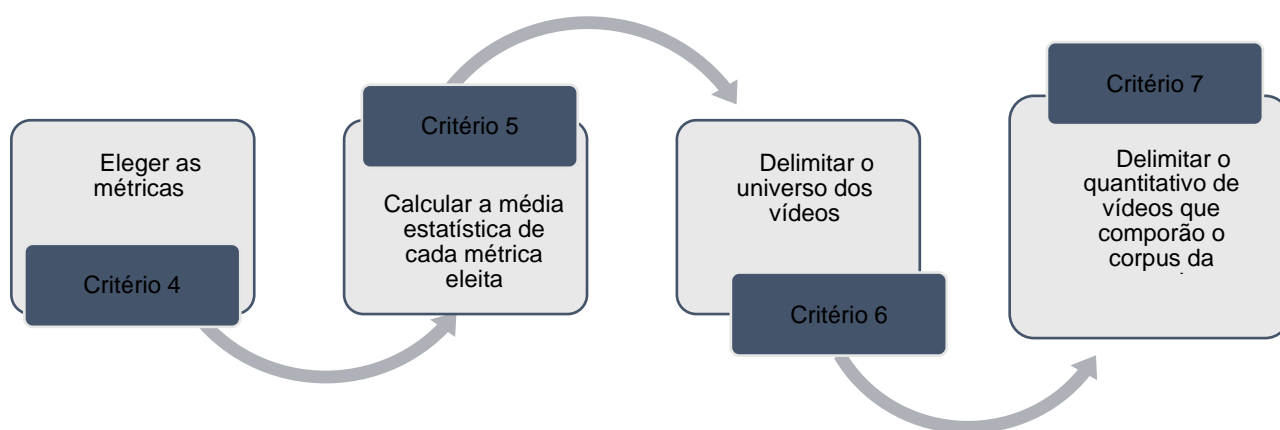 Eleger as
métricas
Critério 4
Critério 5
Calcular a média
estatística de
cada métrica
eleita
Delimitar o
universo dos
vídeos
Critério 6
Critério 7
Delimitar o
quantitativo de
vídeos que
comporão o
corpus da